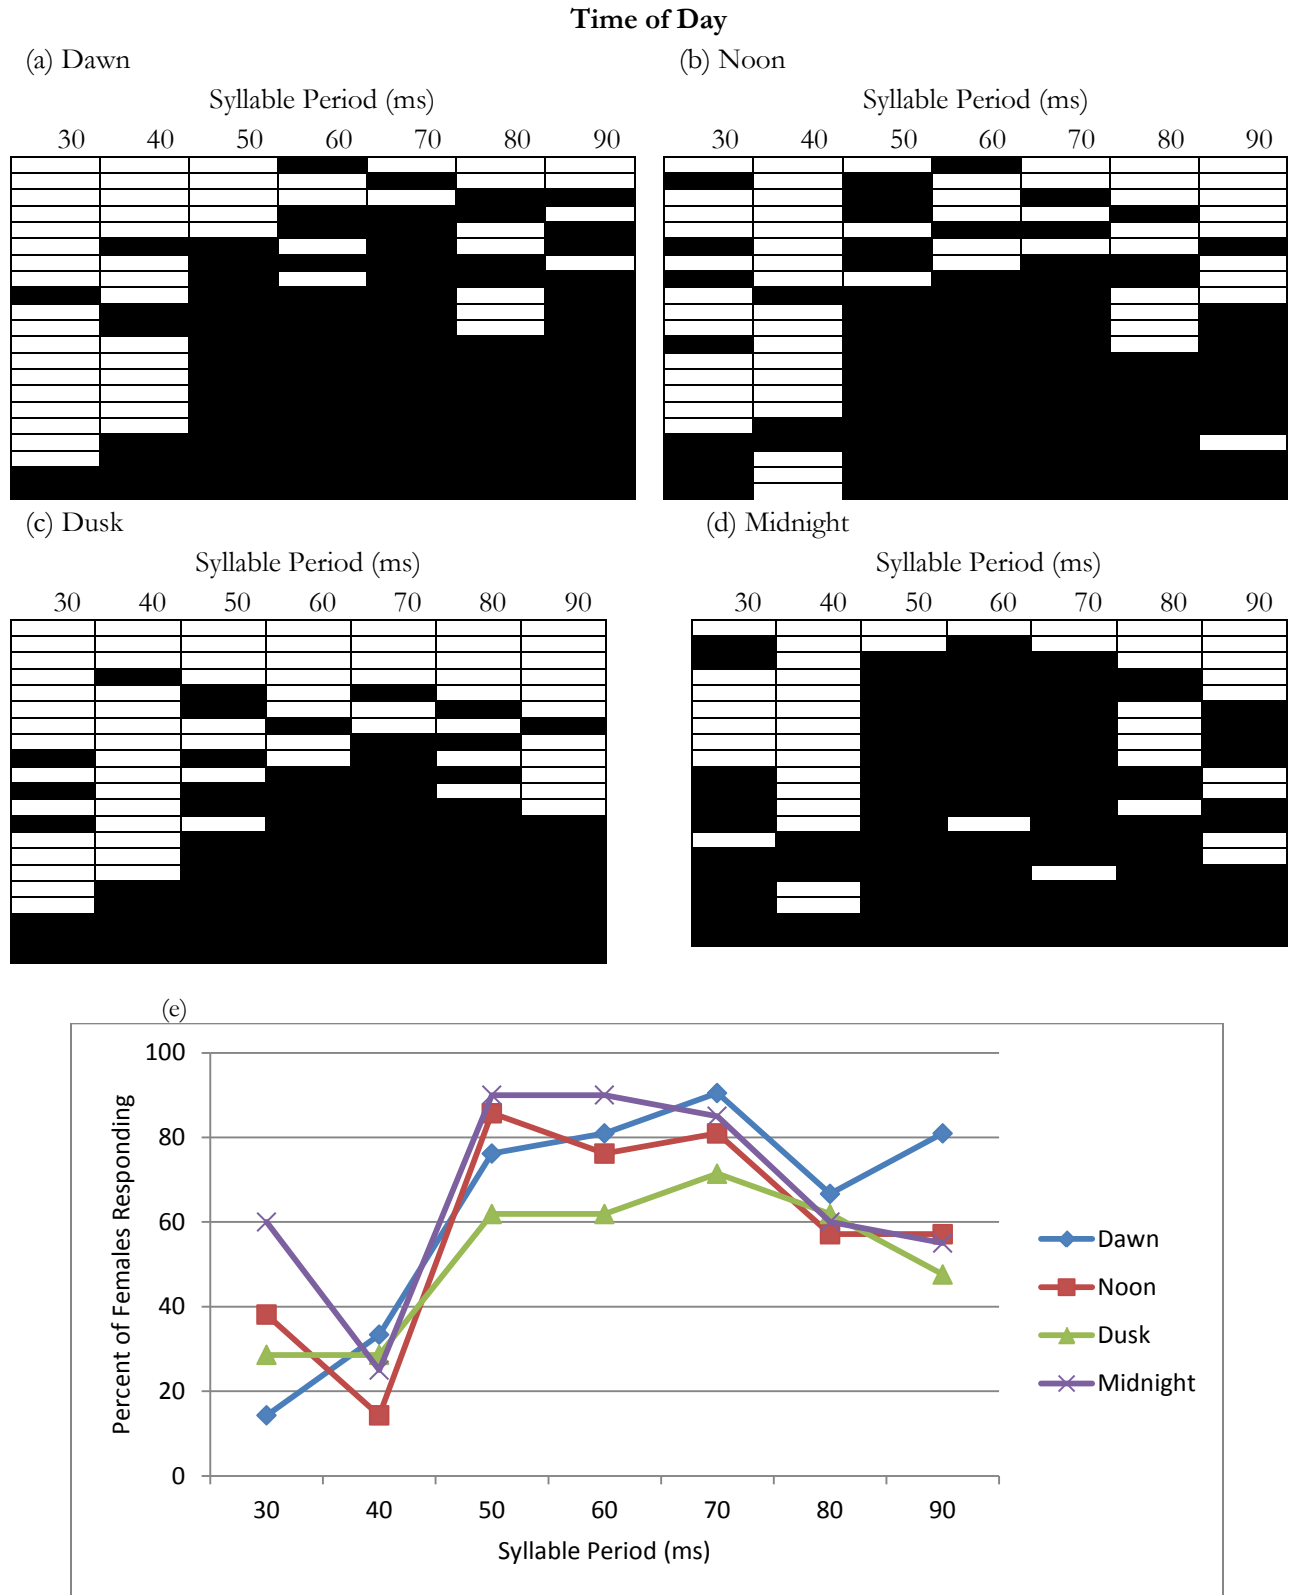 Time of Day
(a) Dawn
Syllable Period (ms)
30 40 50 60 70 80 90
(b) Noon
Syllable Period (ms)
30 40 50 60 70 80 90
(c) Dusk
Syllable Period (ms)
30 40 50 60 70 80 90
(d) Midnight
Syllable Period (ms)
30 40 50 60 70 80 90
(e)
Percent of Females Responding
100
80
60
40
20
0
30 40 50 60 70 80 90
Syllable Period (ms)
Dawn
Noon
Dusk
Midnight